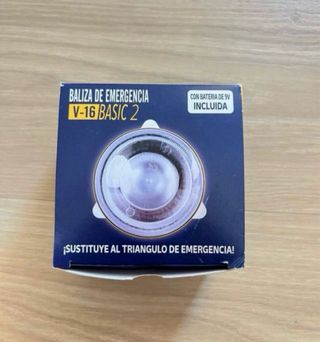 BALIZA DE EMERGENCIA
V-16 BASIC 2
CON BATERIA DE 9V
INCLUIDA
¡SUSTITUYE AL TRIANGULO DE EMERGENCIA!